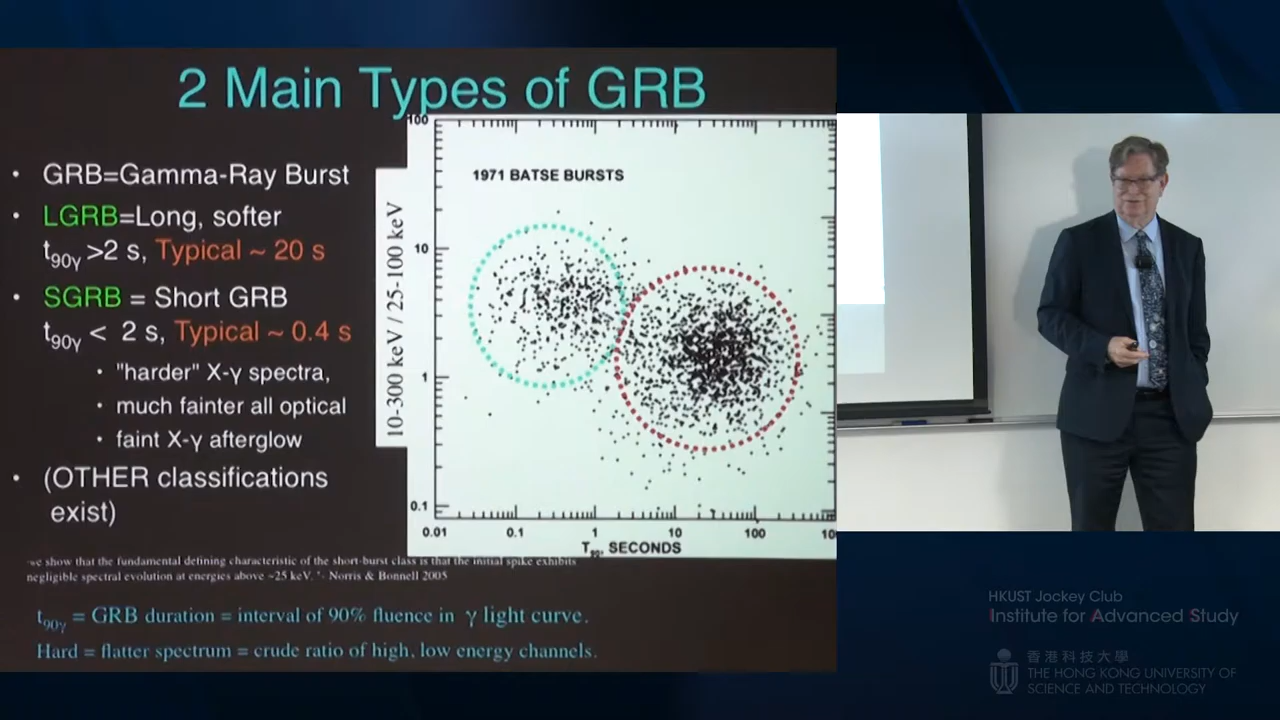 2 Main Types of GRB
• GRB=Gamma-Ray Burst
• LGRB=Long, softer
t90γ >2 s, Typical ~ 20 s
• SGRB = Short GRB
t90γ < 2 s, Typical ~ 0.4 s
• "harder" X-γ spectra,
• much fainter all optical
• faint X-γ afterglow
• (OTHER classifications
exist)
1971 BATSE BURSTS
10-300 keV / 25-100 keV
100
10
1
0.1
0.01 0.1 1 10 100
T90, SECONDS
we show that the fundamental defining characteristic of the short-burst class is that the initial spike exhibits
negligible spectral evolution at energies above ~25 keV. "- Norris & Bonnell 2005
t90γ = GRB duration = interval of 90% fluence in γ light curve.
Hard = flatter spectrum = crude ratio of high, low energy channels.
HKUST Jockey Club
Institute for Advanced Study
香港科技大學
THE HONG KONG UNIVERSITY OF
SCIENCE AND TECHNOLOGY